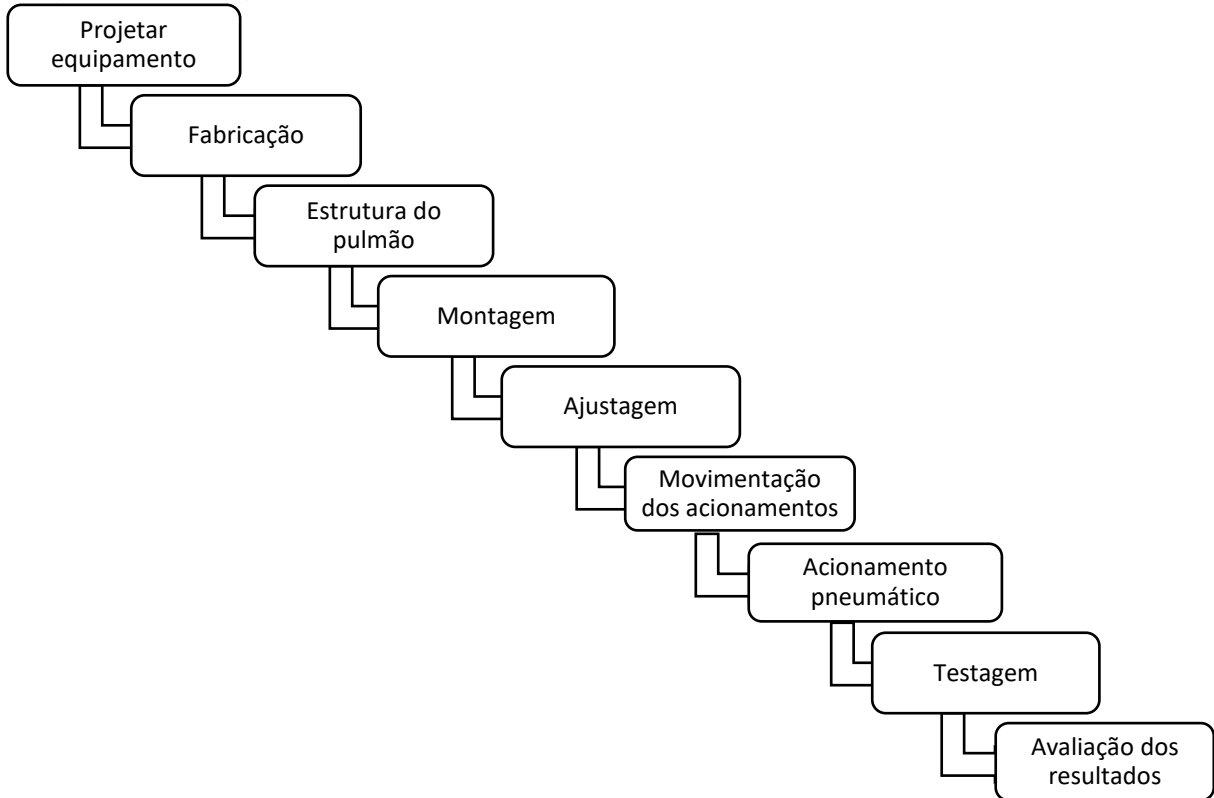 Projetar
equipamento
Fabricação
Estrutura do
pulmão
Montagem
Ajustagem
Movimentação
dos acionamentos
Acionamento
pneumático
Testagem
Avaliação dos
resultados